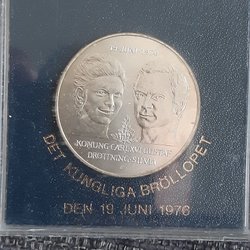 19 JUNI 1976
KONUNG CARL XVI GUSTAF
DROTTNING SILVIA
DET KUNGLIGA BRÖLLOPET
DEN 19 JUNI 1976